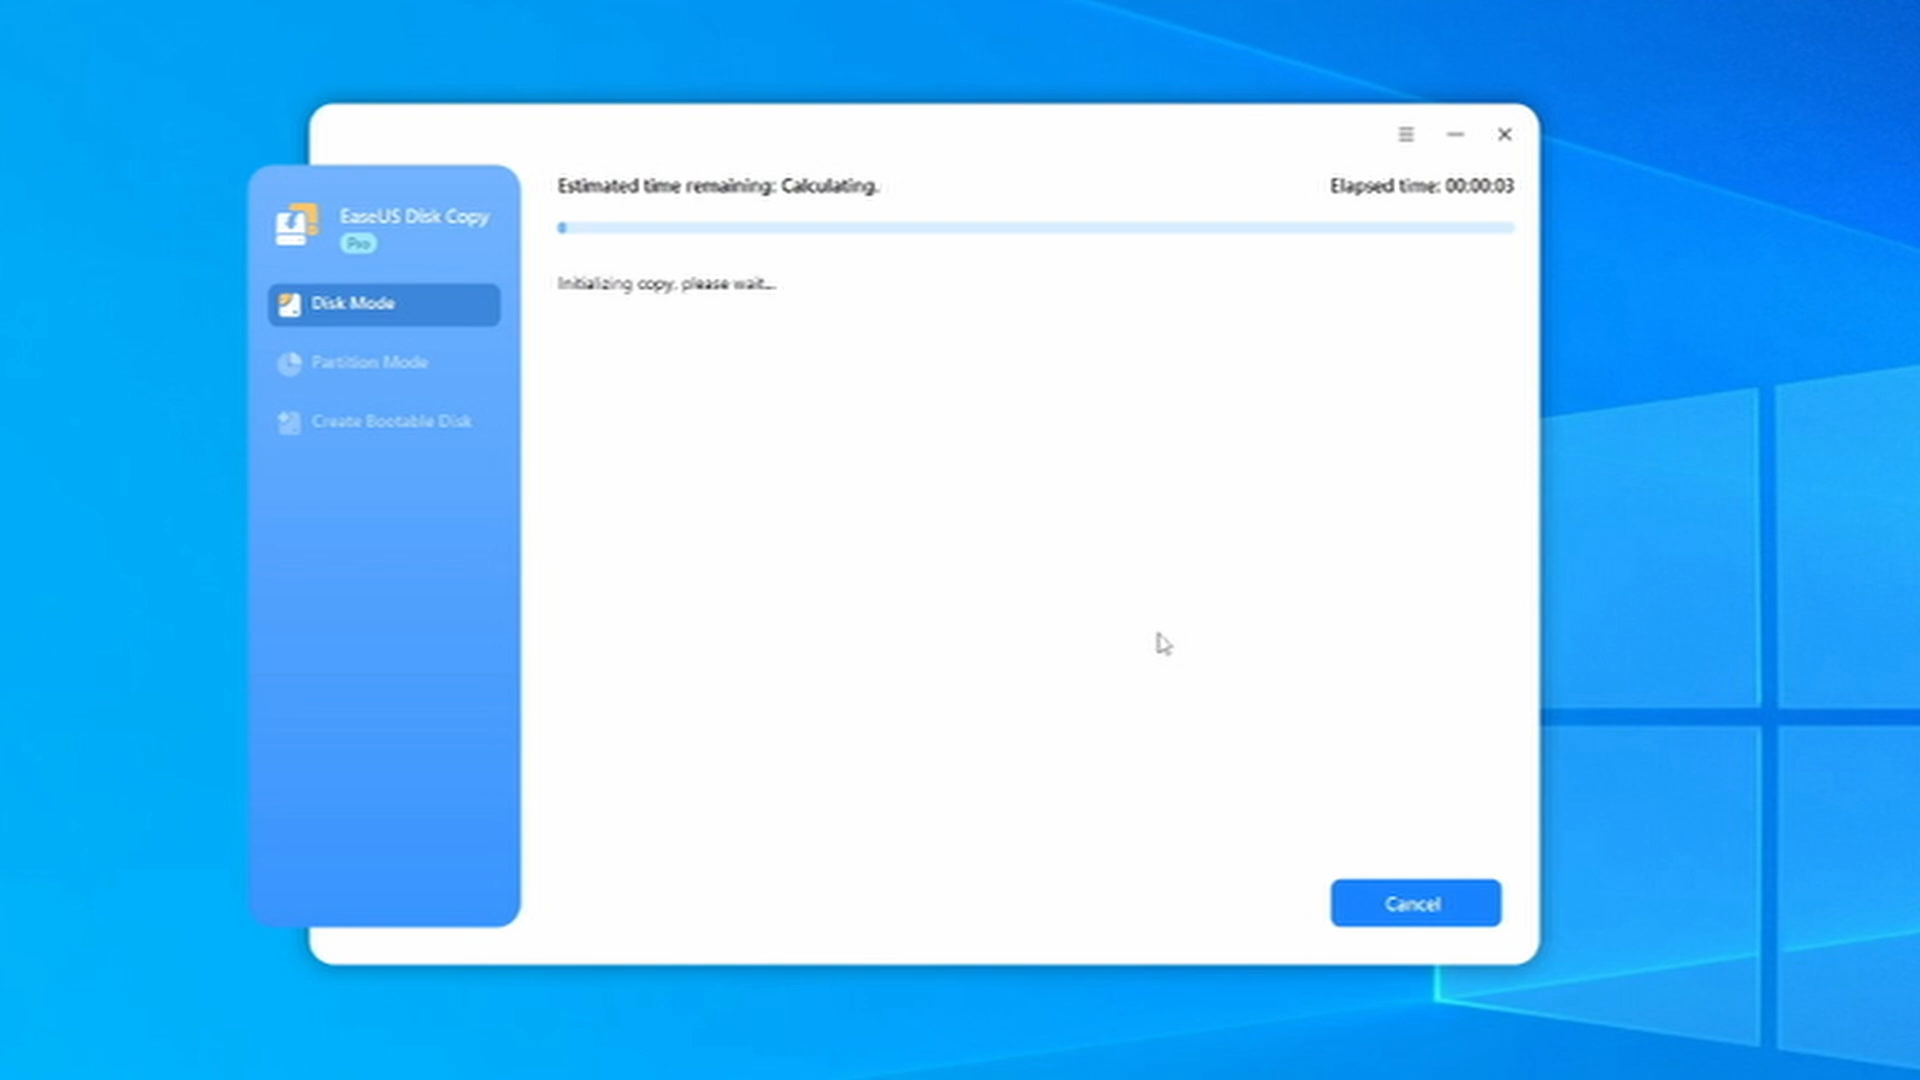 Estimated time remaining: Calculating.
Elapsed time: 00:00:03
EaseUS Disk Copy
Pro
Initializing copy, please wait...
Disk Mode
Partition Mode
Create Bootable Disk
Cancel